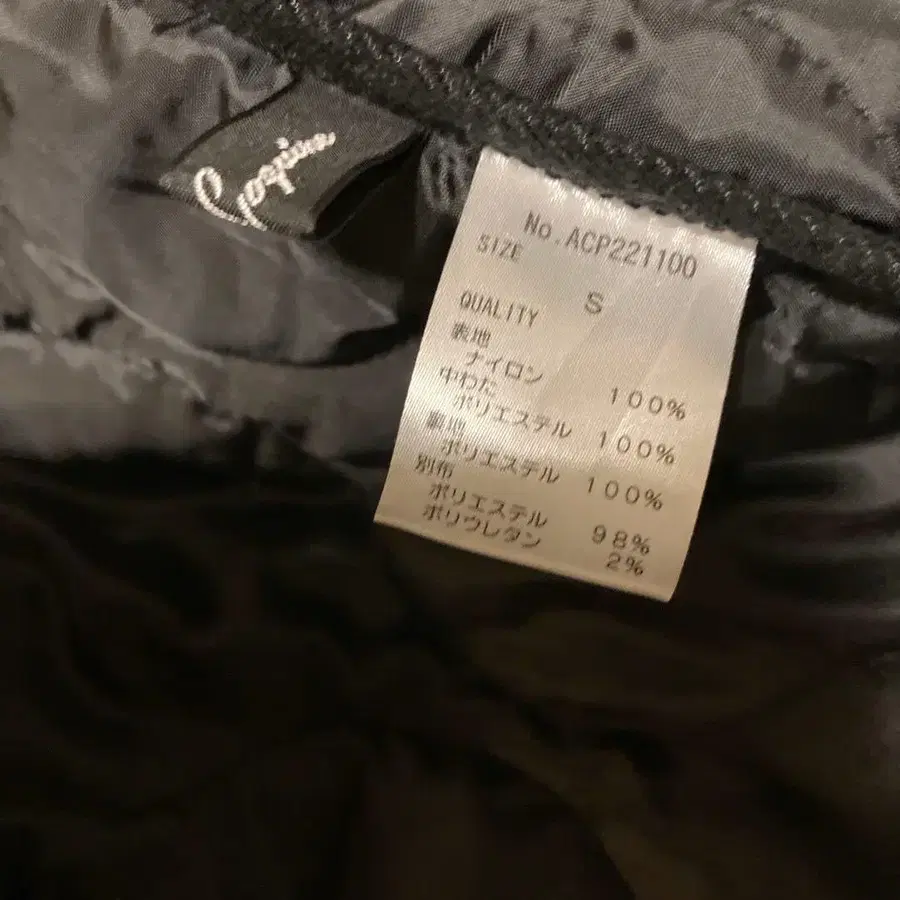 No.ACP221100
SIZE
S
QUALITY
表地
ナイロン 100%
中わた
ポリエステル 100%
裏地
ポリエステル 100%
別布
ポリエステル 98%
ポリウレタン 2%